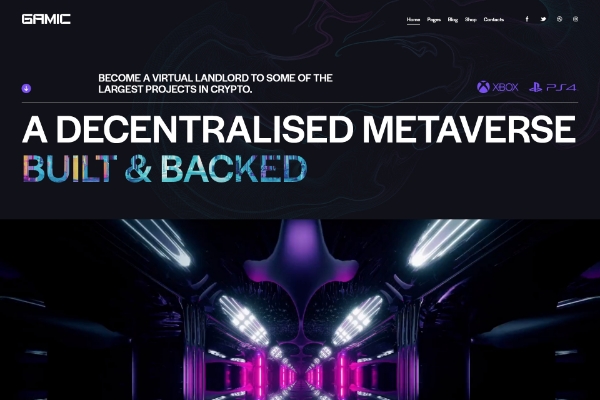 GAMIC
Home Pages Blog Shop Contacts
BECOME A VIRTUAL LANDLORD TO SOME OF THE
LARGEST PROJECTS IN CRYPTO.
XBOX PS4
A DECENTRALISED METAVERSE
BUILT & BACKED